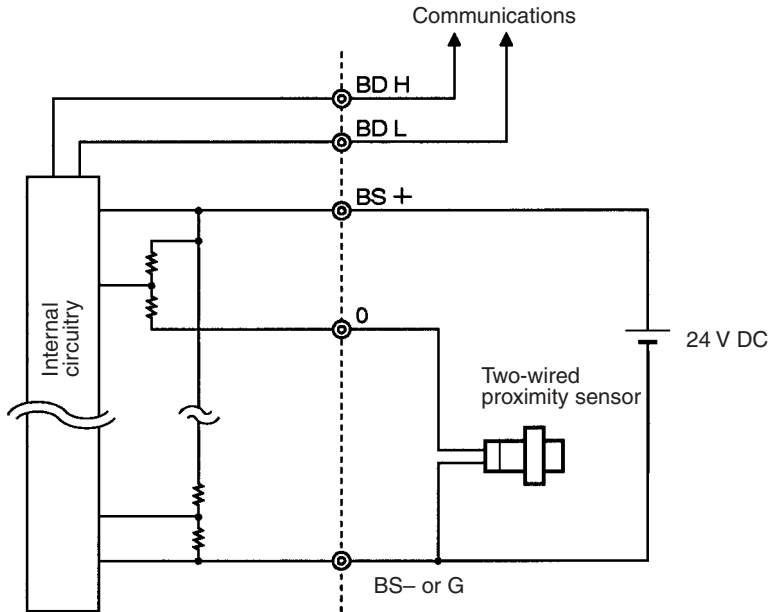 Communications
BD H
BD L
BS +
0
Internal
circuitry
24 V DC
Two-wired
proximity sensor
BS– or G